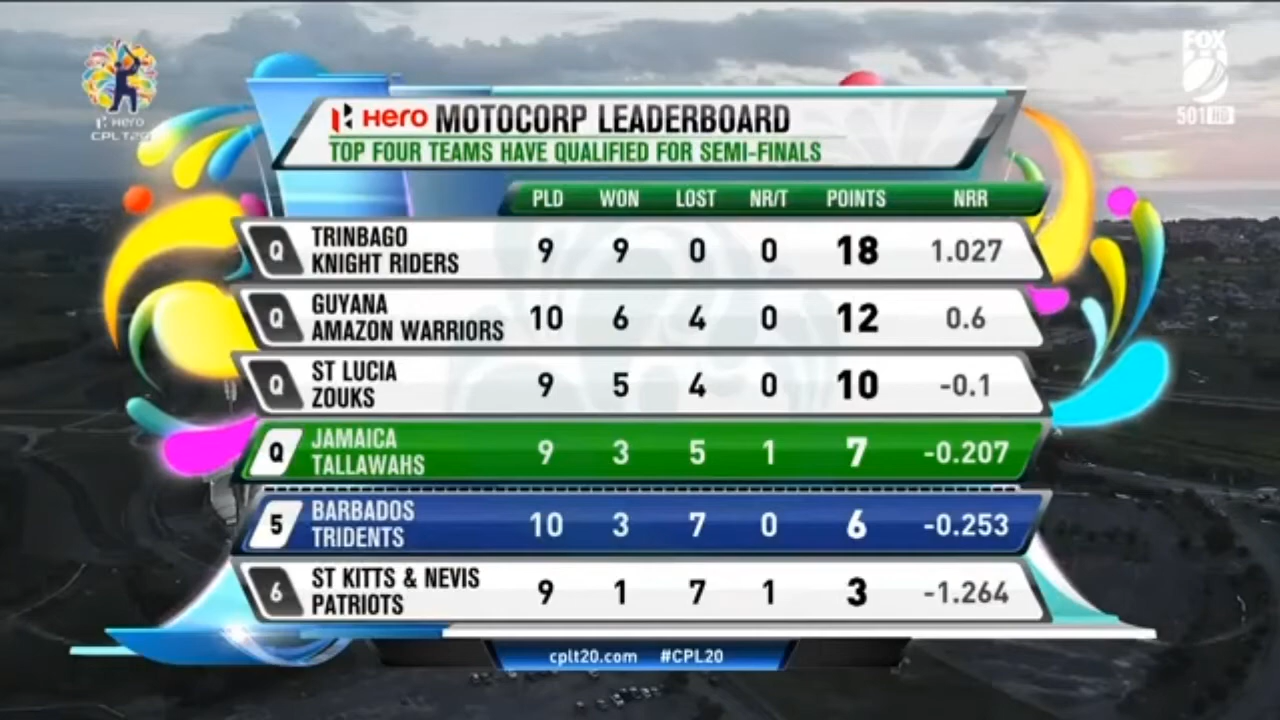 FOX
501 HD
HERO
CPLT20
HERO MOTOCORP LEADERBOARD
TOP FOUR TEAMS HAVE QUALIFIED FOR SEMI-FINALS
PLD WON LOST NR/T POINTS NRR
Q TRINBAGO KNIGHT RIDERS 9 9 0 0 18 1.027
Q GUYANA AMAZON WARRIORS 10 6 4 0 12 0.6
Q ST LUCIA ZOUKS 9 5 4 0 10 -0.1
Q JAMAICA TALLAWAHS 9 3 5 1 7 -0.207
5 BARBADOS TRIDENTS 10 3 7 0 6 -0.253
6 ST KITTS & NEVIS PATRIOTS 9 1 7 1 3 -1.264
cplt20.com #CPL20